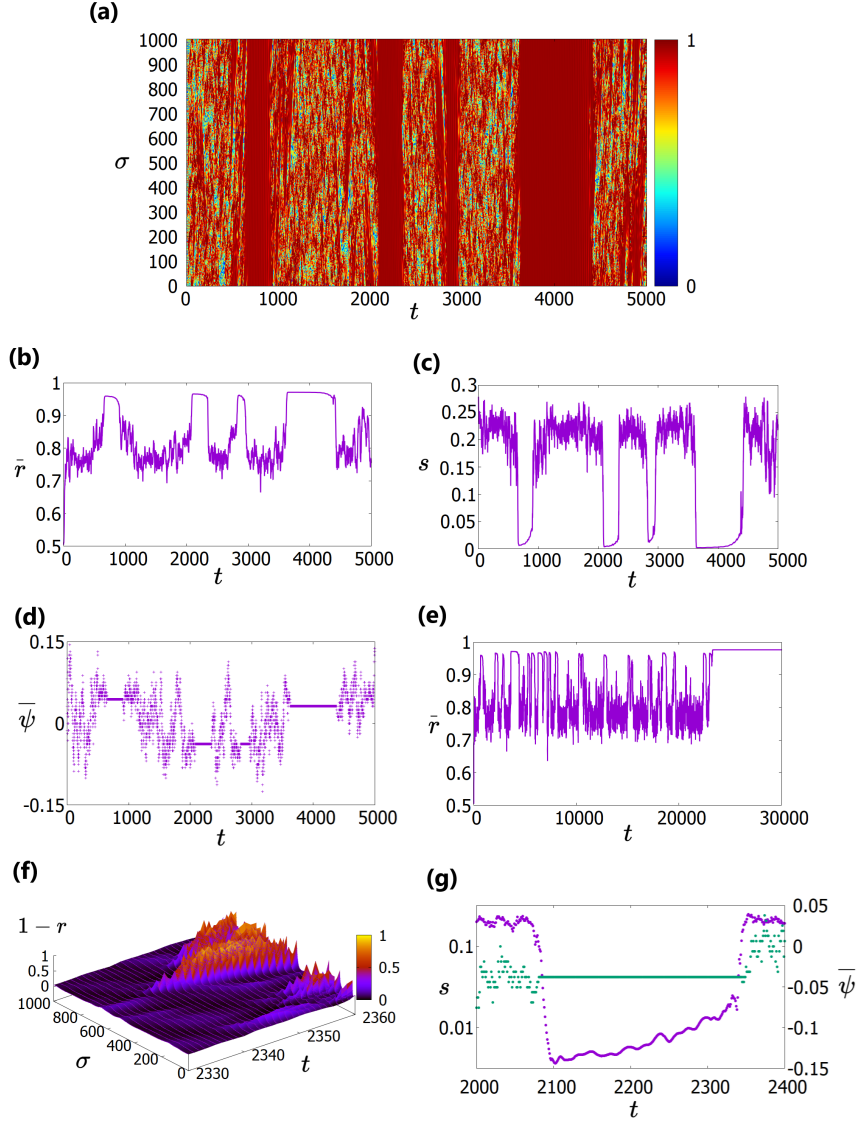 (a)
1000
900
800
700
600
500
400
300
200
100
0
σ
0 1000 2000 3000 4000 5000
t
1
0
(b)
1
0.9
0.8
0.7
0.6
0.5
r̄
0 1000 2000 3000 4000 5000
t
(c)
0.3
0.25
0.2
0.15
0.1
0.05
0
s
0 1000 2000 3000 4000 5000
t
(d)
0.15
0
-0.15
ψ̅
0 1000 2000 3000 4000 5000
t
(e)
1
0.9
0.8
0.7
0.6
0.5
r̄
0 10000 20000 30000
t
(f)
1 − r
1
0.5
0
1000
800
600
400
200
0
σ
2330
2340
2350
2360
t
1
0.5
0
(g)
0.1
0.01
s
0.05
0
-0.05
-0.1
-0.15
ψ̅
2000 2100 2200 2300 2400
t